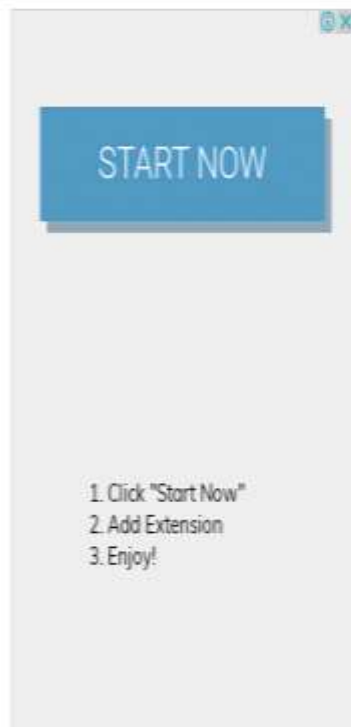 START NOW
1. Click "Start Now"
2. Add Extension
3. Enjoy!